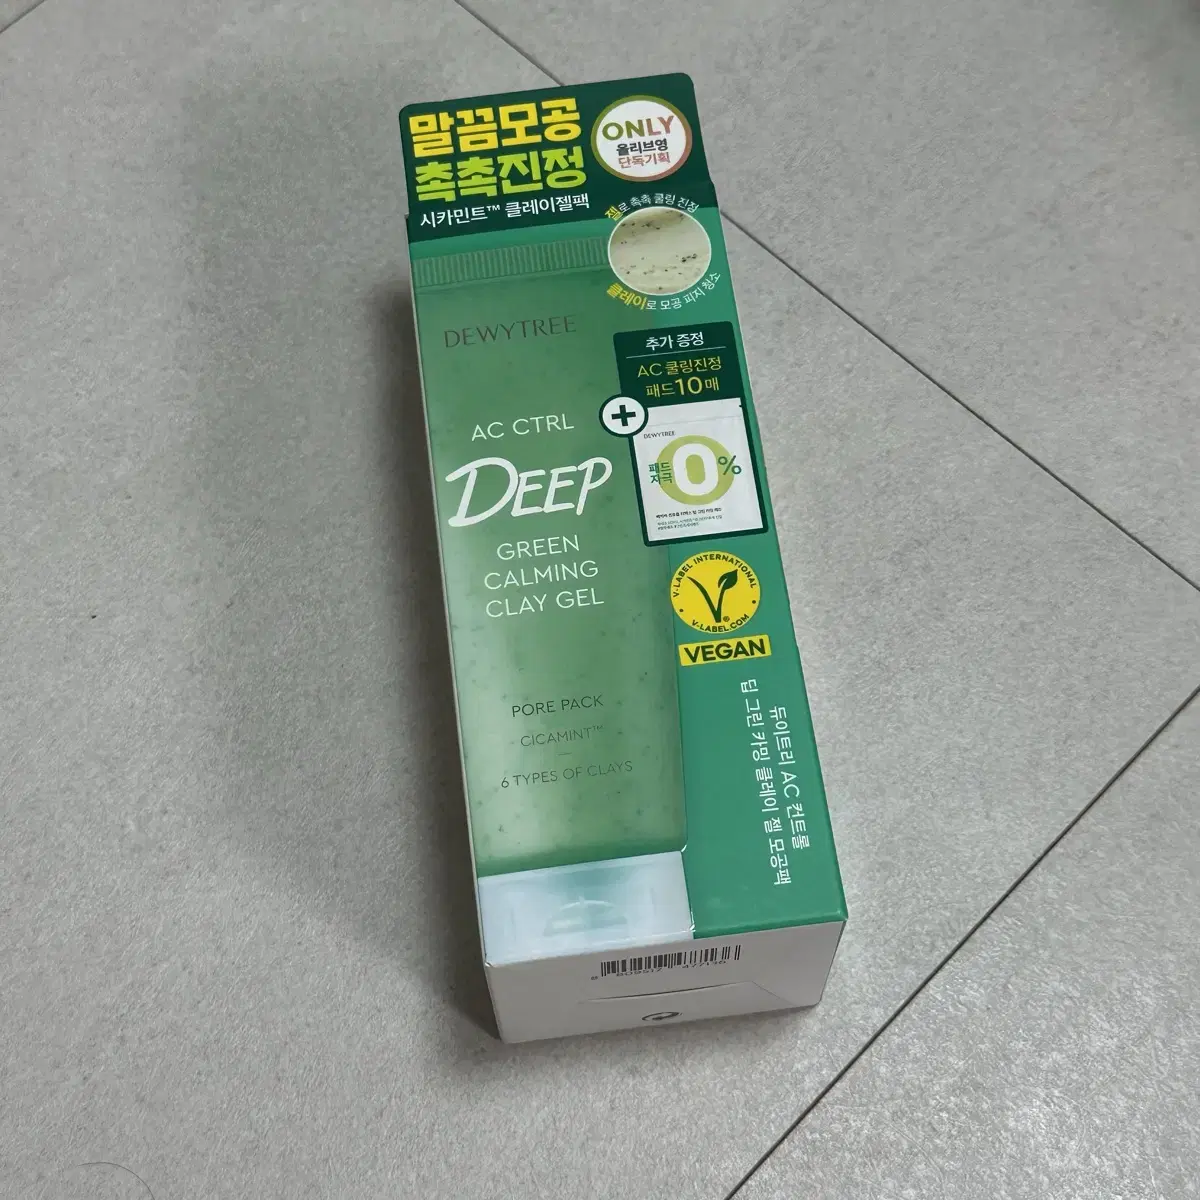 말끔모공
촉촉진정
시카민트™ 클레이젤팩
ONLY
올리브영
단독기획
젤로 촉촉 쿨링 진정
클레이로 모공 피지 청소
DEWYTREE
AC CTRL
DEEP
GREEN
CALMING
CLAY GEL
PORE PACK
CICAMINT™
6 TYPES OF CLAYS
추가 증정
AC 쿨링진정
패드10매
+
DEWYTREE
패드
자극
0%
V-LABEL INTERNATIONAL
V-LABEL.COM
VEGAN
듀이트리 AC 컨트롤
딥 그린 카밍 클레이 젤 모공팩
8 809517 477196